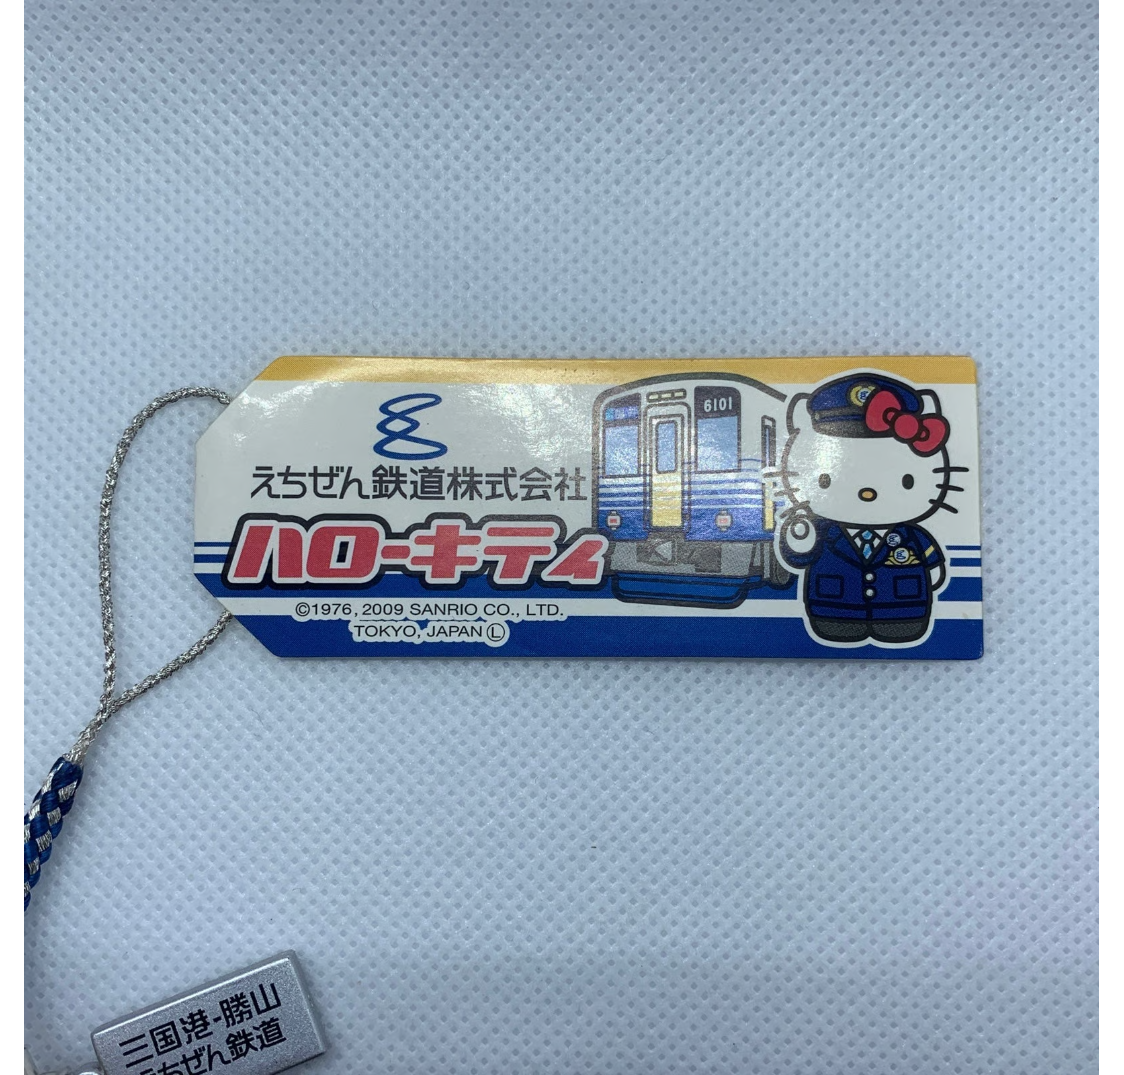 えちぜん鉄道株式会社
6101
ハローキティ
©1976, 2009 SANRIO CO., LTD.
TOKYO, JAPAN Ⓛ
三国港-勝山
えちぜん鉄道